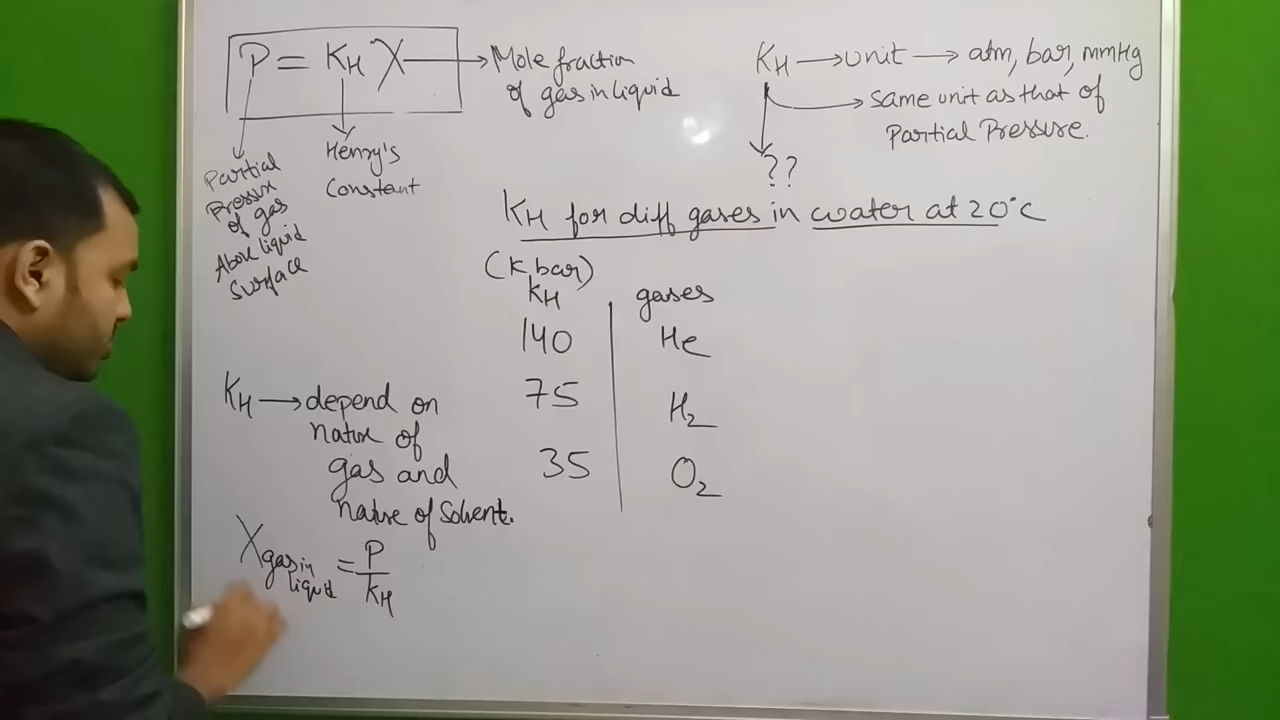 P = KH X → Mole fraction
of gas in liquid
Partial
Pressure
of gas
Above liquid
Surface
Henry's
Constant
KH → unit → atm, bar, mmHg
→ same unit as that of
Partial Pressure.
??
KH for diff gases in water at 20°C
(K bar)
KH gases
140 He
75 H2
35 O2
KH → depend on
nature of
gas and
nature of Solvent.
X gas in liquid = P/KH